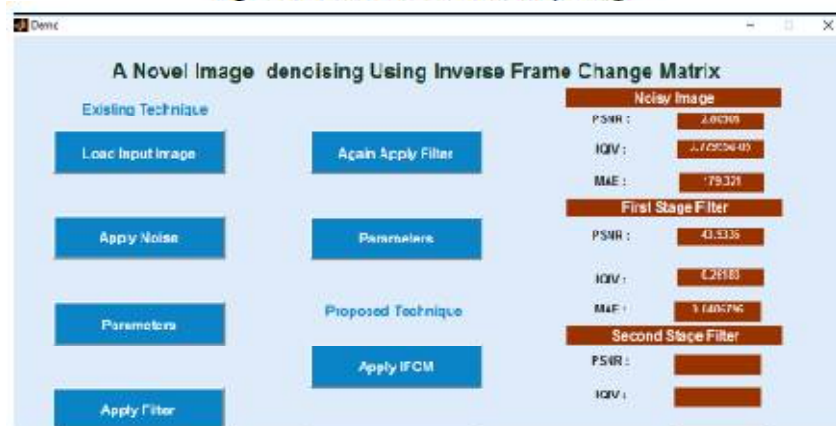 Demo
A Novel Image denoising Using Inverse Frame Change Matrix
Existing Technique
Load Input Image
Apply Noise
Parameters
Apply Filter
Again Apply Filter
Parameters
Proposed Technique
Apply IFCM
Noisy Image
PSNR :
IQIV :
MAE :
179.321
First Stage Filter
PSNR :
43.5335
IQIV :
MAE :
Second Stage Filter
PSNR :
IQIV :